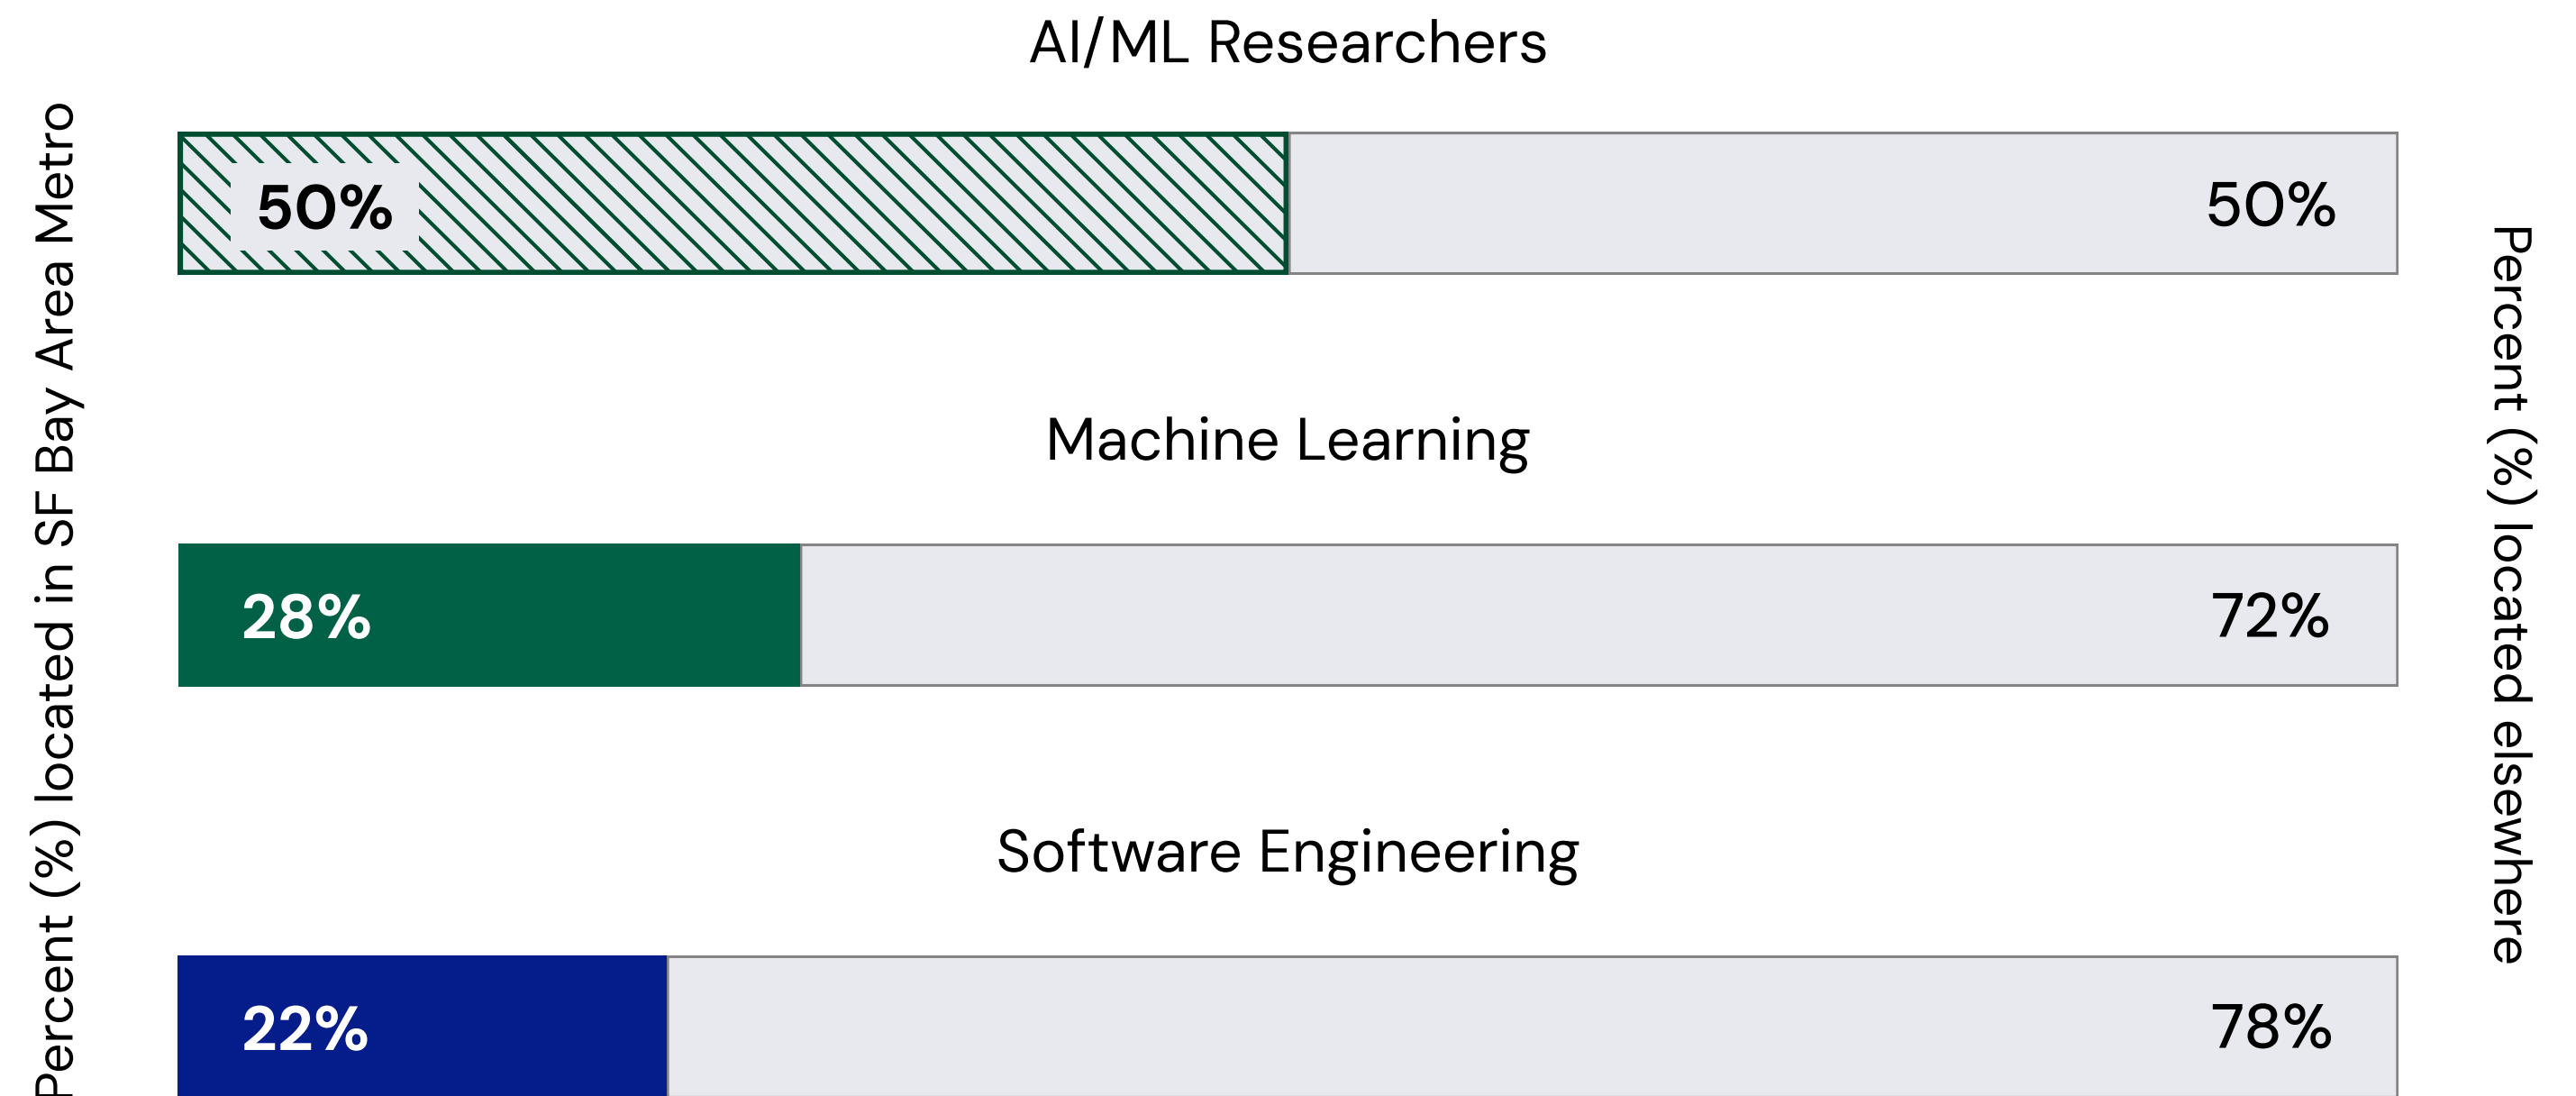 AI/ML Researchers
50%
50%
Machine Learning
28%
72%
Software Engineering
22%
78%
Percent (%) located in SF Bay Area Metro
Percent (%) located elsewhere